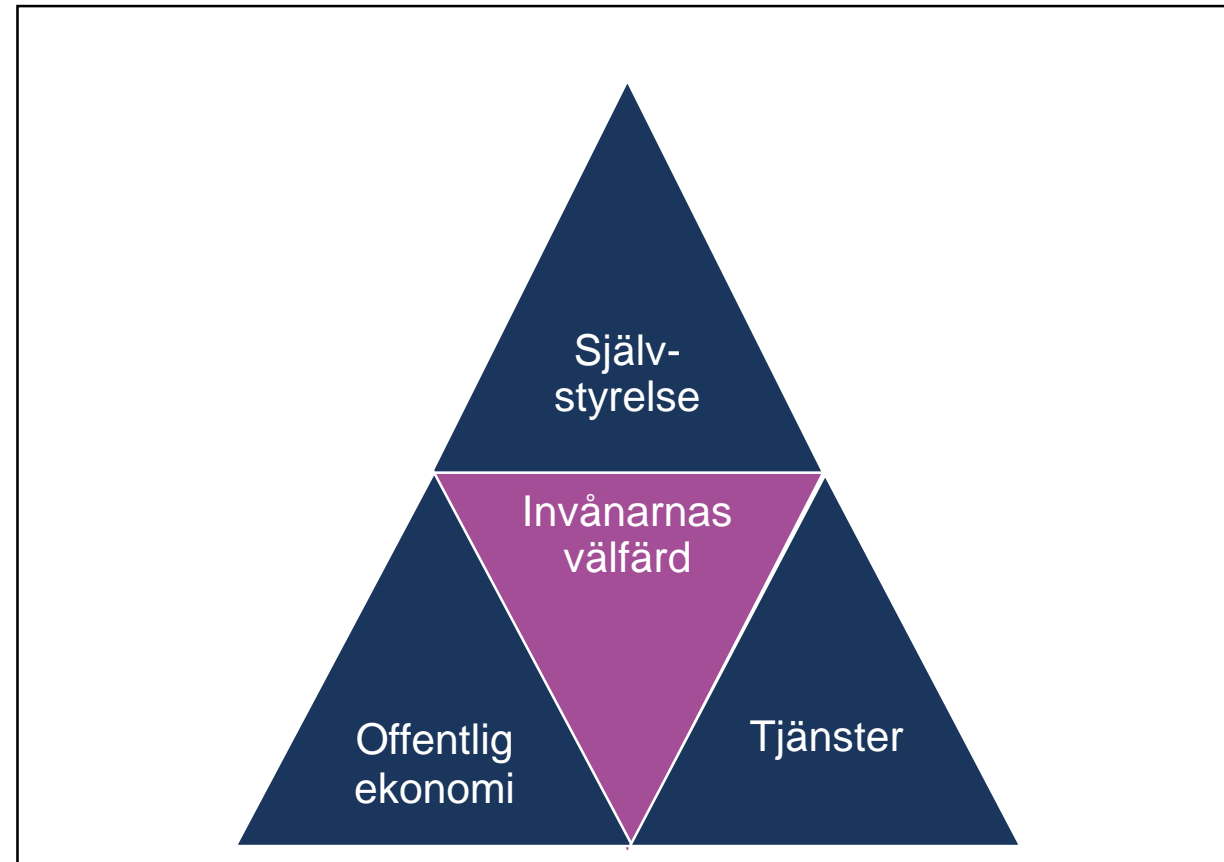 Själv-
styrelse
Invånarnas
välfärd
Offentlig
ekonomi
Tjänster